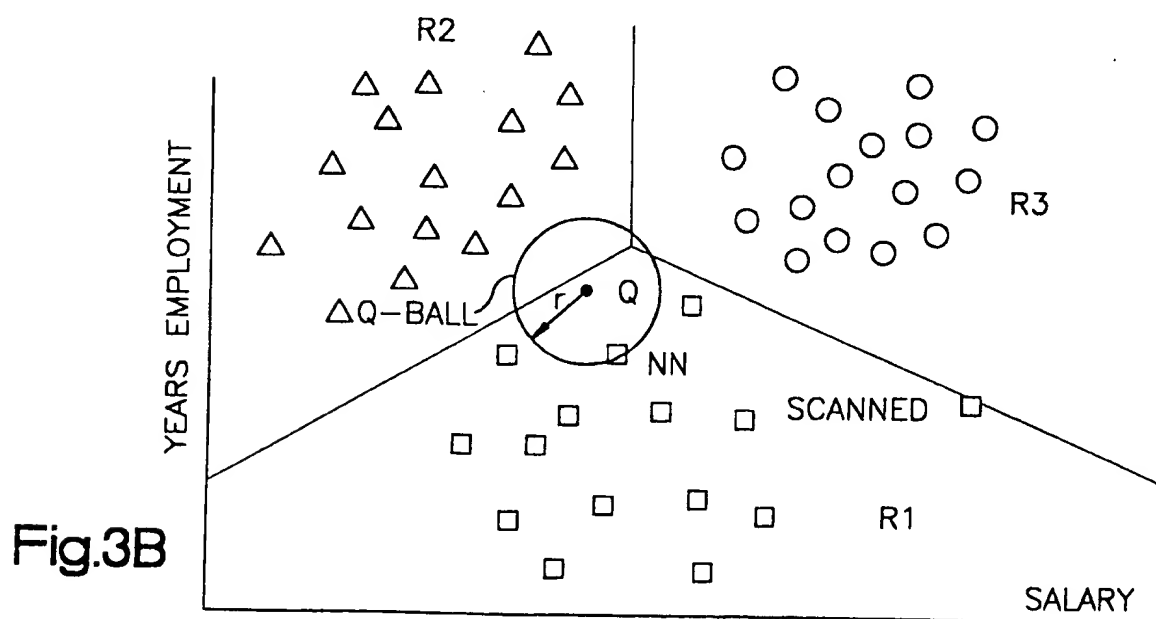 R2
YEARS EMPLOYMENT
R3
Q-BALL
r
Q
NN
SCANNED
R1
Fig.3B
SALARY